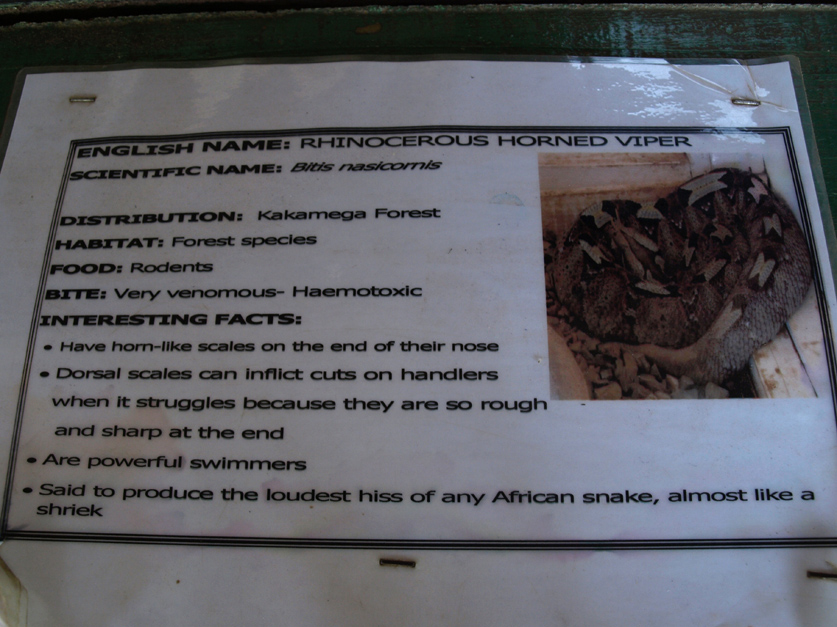 ENGLISH NAME: RHINOCEROUS HORNED VIPER
SCIENTIFIC NAME: Bitis nasicornis
DISTRIBUTION: Kakamega Forest
HABITAT: Forest species
FOOD: Rodents
BITE: Very venomous- Haemotoxic
INTERESTING FACTS:
• Have horn-like scales on the end of their nose
• Dorsal scales can inflict cuts on handlers
when it struggles because they are so rough
and sharp at the end
• Are powerful swimmers
• Said to produce the loudest hiss of any African snake, almost like a
shriek